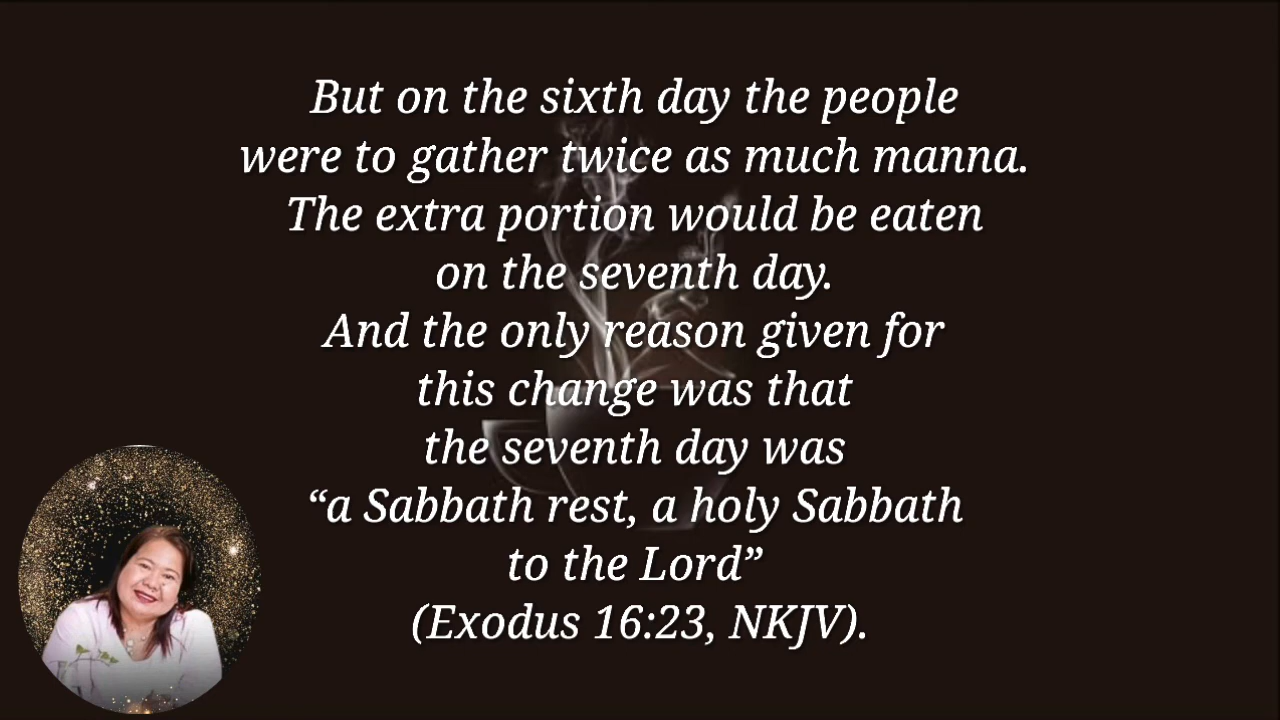 But on the sixth day the people
were to gather twice as much manna.
The extra portion would be eaten
on the seventh day.
And the only reason given for
this change was that
the seventh day was
“a Sabbath rest, a holy Sabbath
to the Lord”
(Exodus 16:23, NKJV).